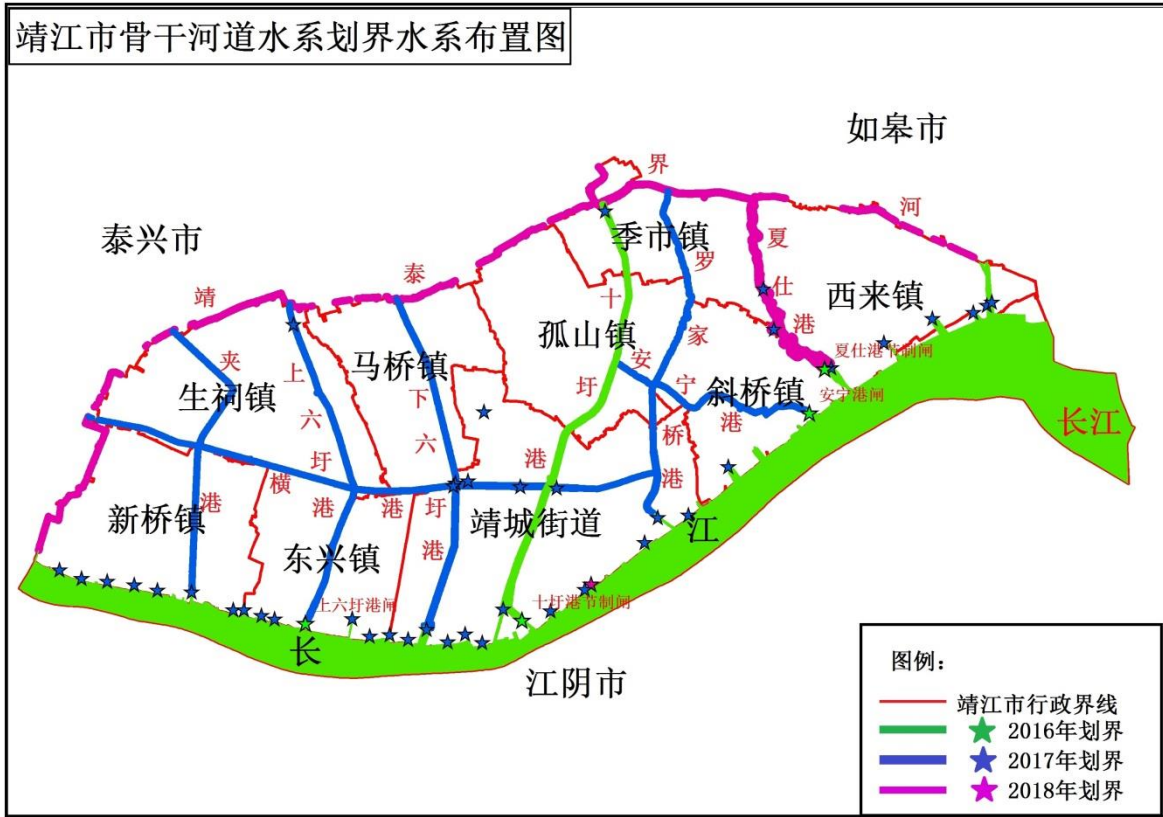 靖江市骨干河道水系划界水系布置图
如皋市
泰兴市
靖泰界河
季市镇
西来镇
孤山镇
马桥镇
生祠镇
斜桥镇
新桥镇
东兴镇
靖城街道
夹港
上六圩港
下六圩港
十圩港
罗家桥港
夏仕港
安宁港
横港
夏仕港节制闸
安宁港闸
上六圩港闸
十圩港节制闸
长江
长江
江阴市
图例：
靖江市行政界线
2016年划界
2017年划界
2018年划界